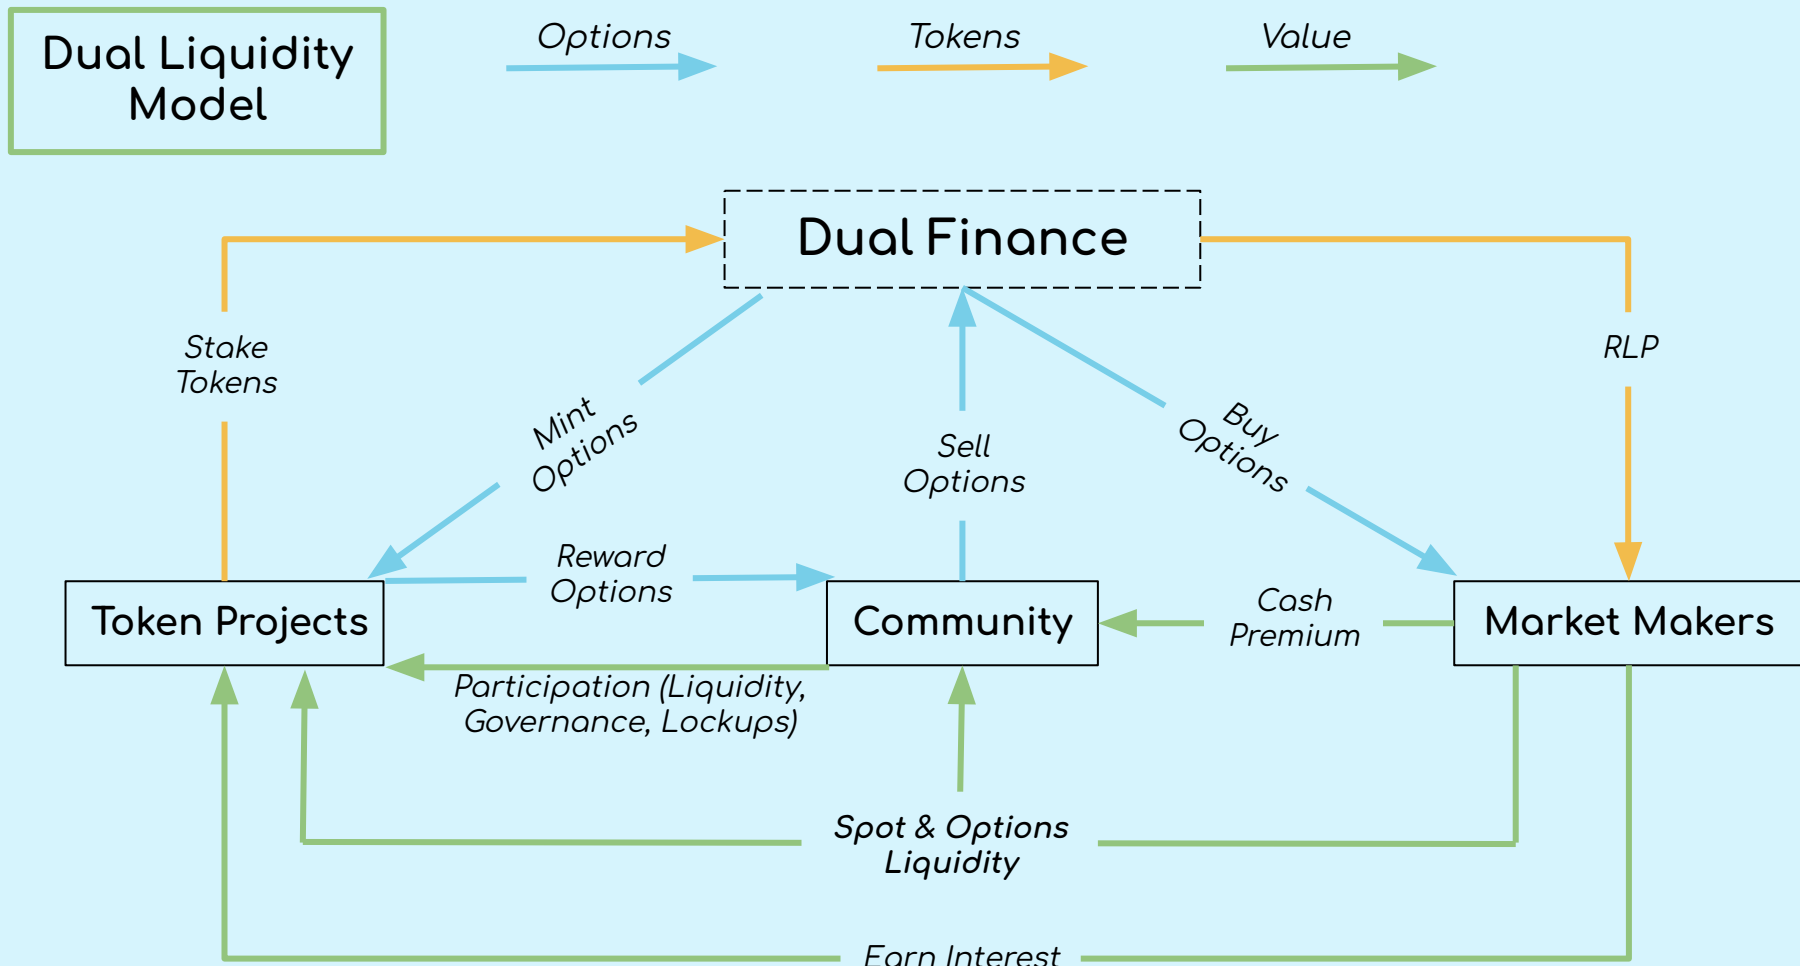 Dual Liquidity
Model
Options
Tokens
Value
Dual Finance
Stake
Tokens
RLP
Mint
Options
Sell
Options
Buy
Options
Reward
Options
Token Projects
Community
Cash
Premium
Market Makers
Participation (Liquidity,
Governance, Lockups)
Spot & Options
Liquidity
Earn Interest